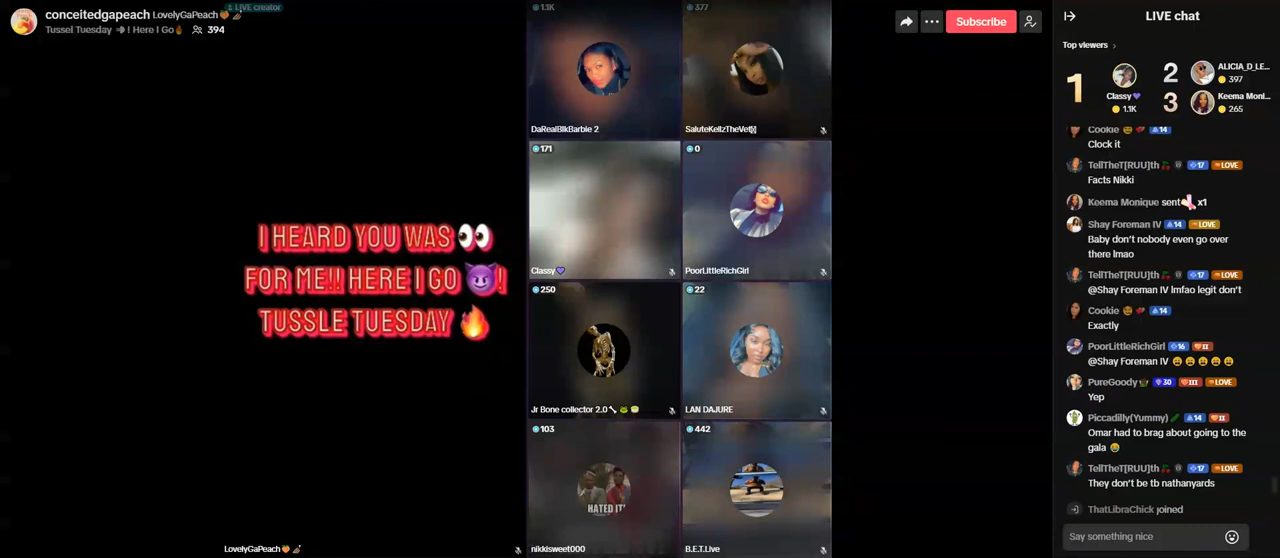 conceitedgapeach LovelyGaPeach🍑💅🏾
LIVE creator
Tussel Tuesday 💨! Here I Go🔥 394
Subscribe
I HEARD YOU WAS 👀
FOR ME!! HERE I GO 😈!
TUSSLE TUESDAY 🔥
LovelyGaPeach🍑💅🏾
1.1K
DaRealBlkBarbie 2
377
SaluteKellzTheVet
171
Classy💜
0
PoorLittleRichGirl
250
Jr Bone collector 2.0🦴🐸
22
LAN DAJURE
103
HATED IT'
nikkisweet000
442
B.E.T.Live
LIVE chat
Top viewers >
1
Classy💜
1.1K
2
ALICIA_D_LE...
397
3
Keema Moni...
265
Cookie 14
Clock it
TellTheT[RUU]th🍒 17 LOVE
Facts Nikki
Keema Monique sent x1
Shay Foreman IV 14 LOVE
Baby don't nobody even go over
there lmao
TellTheT[RUU]th🍒 17 LOVE
@Shay Foreman IV lmfao legit don't
Cookie 14
Exactly
PoorLittleRichGirl 16 II
@Shay Foreman IV 😩😩😩😩😩
PureGoody 30 III LOVE
Yep
Piccadilly(Yummy) 14 II
Omar had to brag about going to the
gala 😭
TellTheT[RUU]th🍒 17 LOVE
They don't be tb nathanyards
ThatLibraChick joined
Say something nice